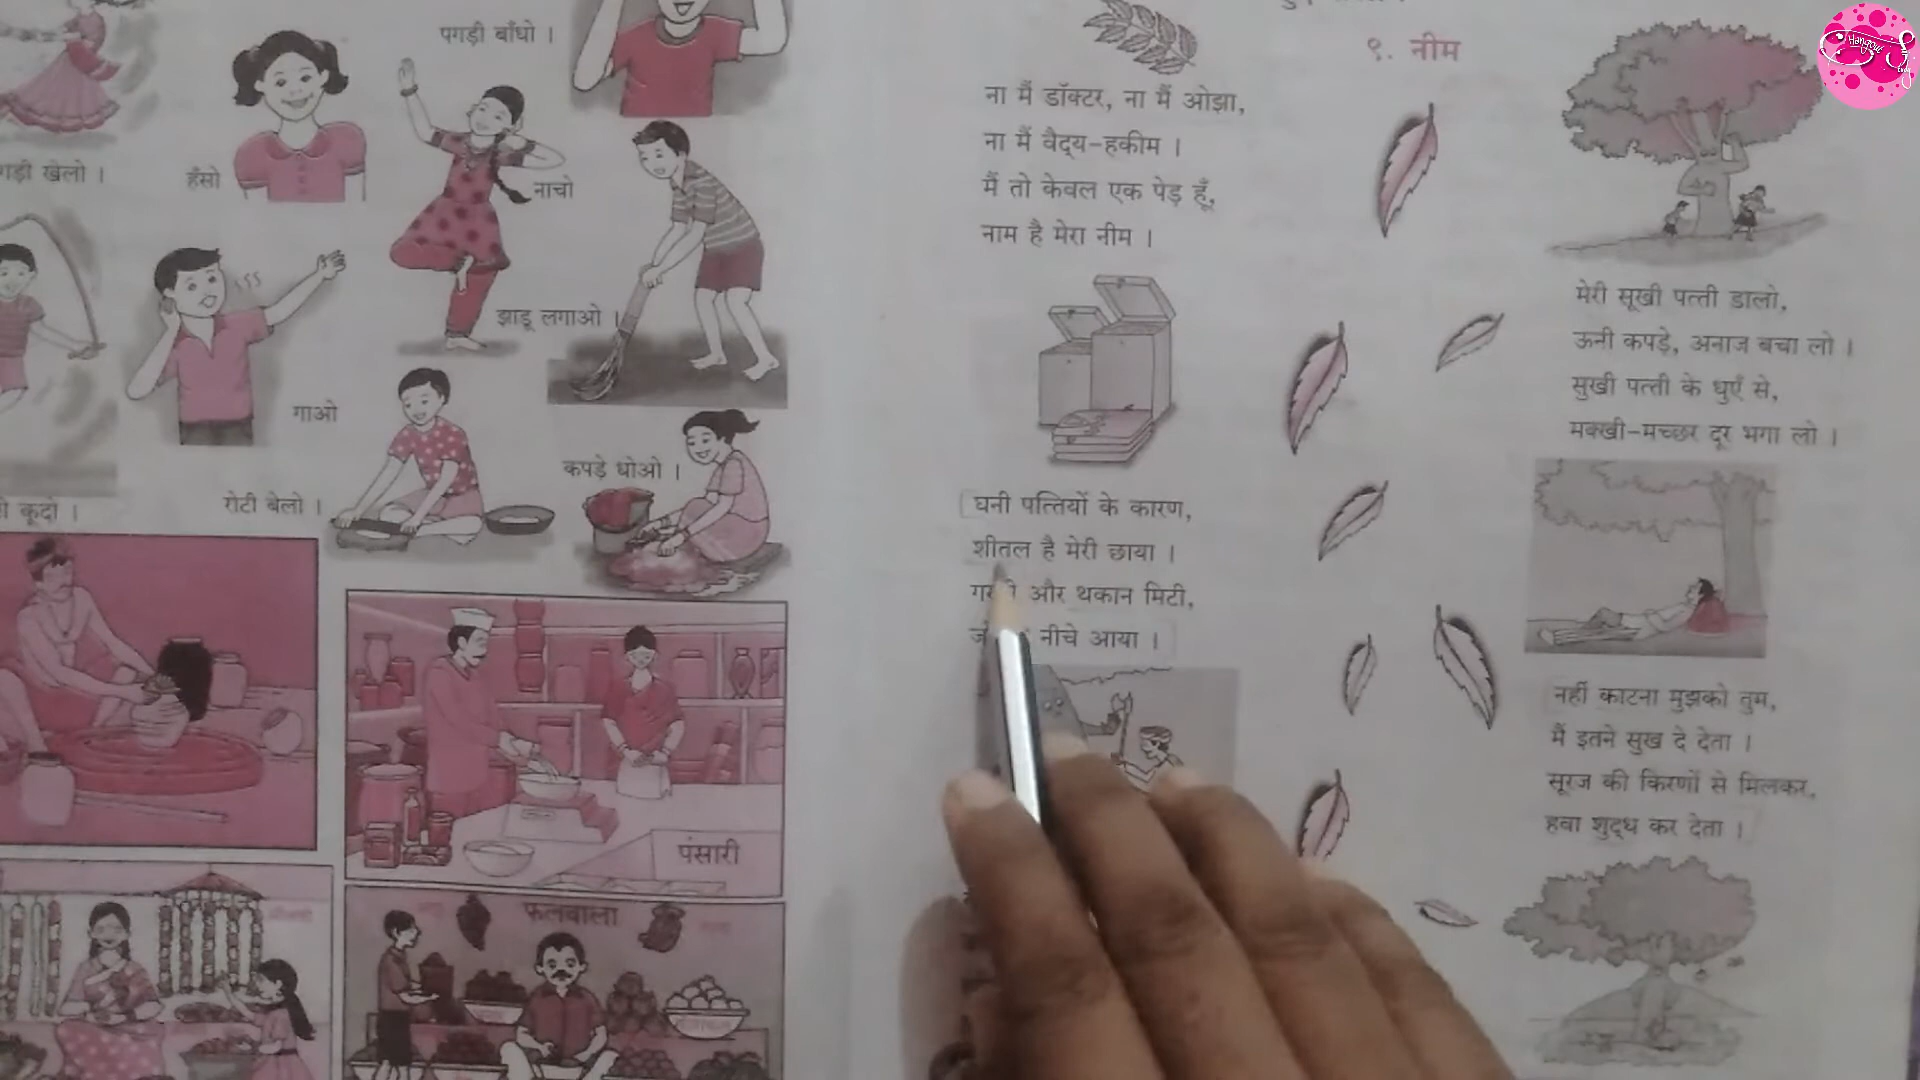 पगड़ी बाँधो ।
खेलो ।
हँसो
नाचो
झाडू लगाओ ।
गाओ
कपड़े धोओ ।
रोटी बेलो ।
कूदो ।
पंसारी
फलवाला
९. नीम
ना मैं डॉक्टर, ना मैं ओझा,
ना मैं वैद्य-हकीम ।
मैं तो केवल एक पेड़ हूँ,
नाम है मेरा नीम ।
मेरी सूखी पत्ती डालो,
ऊनी कपड़े, अनाज बचा लो ।
सुखी पत्ती के धुएँ से,
मक्खी-मच्छर दूर भगा लो ।
घनी पत्तियों के कारण,
शीतल है मेरी छाया ।
और थकान मिटी,
नीचे आया ।
नहीं काटना मुझको तुम,
मैं इतने सुख दे देता ।
सूरज की किरणों से मिलकर,
हवा शुद्ध कर देता ।
Hangout